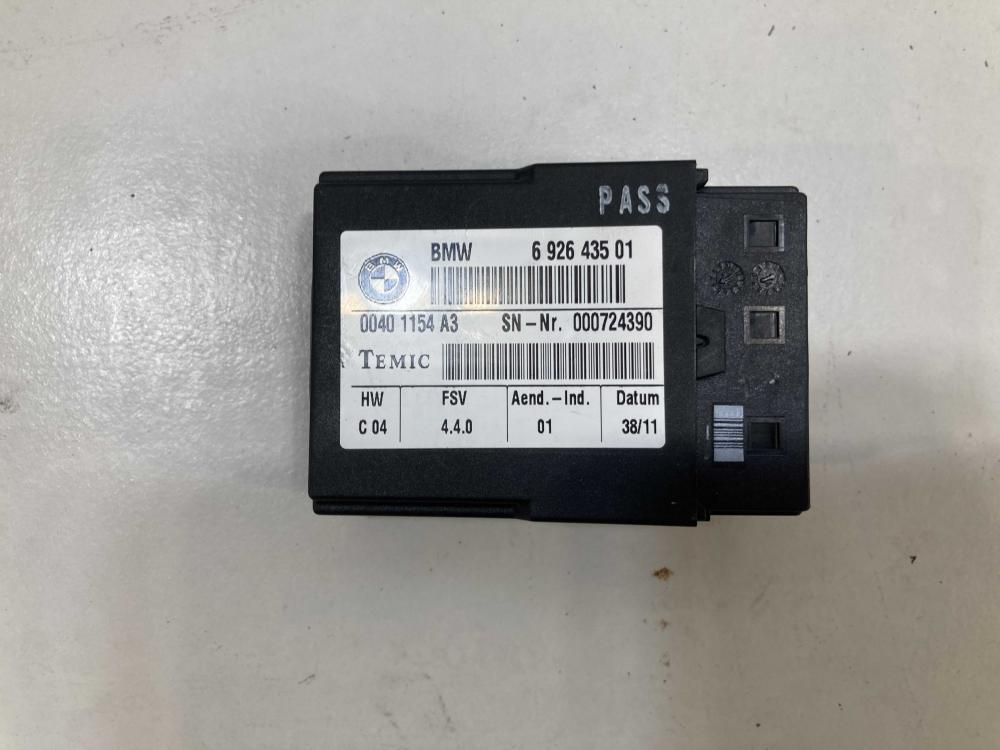 PASS
BMW 6 926 435 01
BMW
0040 1154 A3 SN-Nr. 000724390
TEMIC
HW FSV Aend.-Ind. Datum
C 04 4.4.0 01 38/11